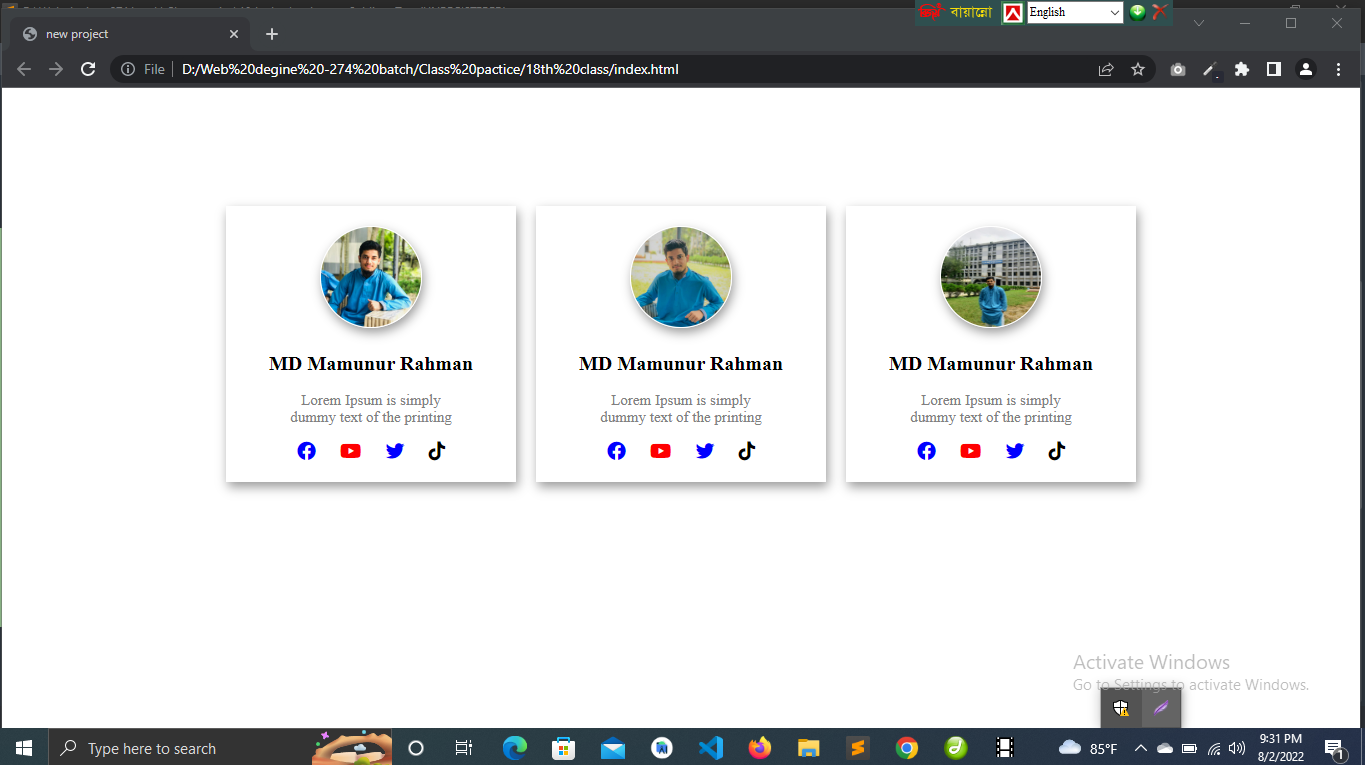 বায়ান্নো
English
new project
File
D:/Web%20degine%20-274%20batch/Class%20pactice/18th%20class/index.html
MD Mamunur Rahman
Lorem Ipsum is simply
dummy text of the printing
MD Mamunur Rahman
Lorem Ipsum is simply
dummy text of the printing
MD Mamunur Rahman
Lorem Ipsum is simply
dummy text of the printing
Activate Windows
Go to Settings to activate Windows.
Type here to search
85°F
9:31 PM
8/2/2022
1